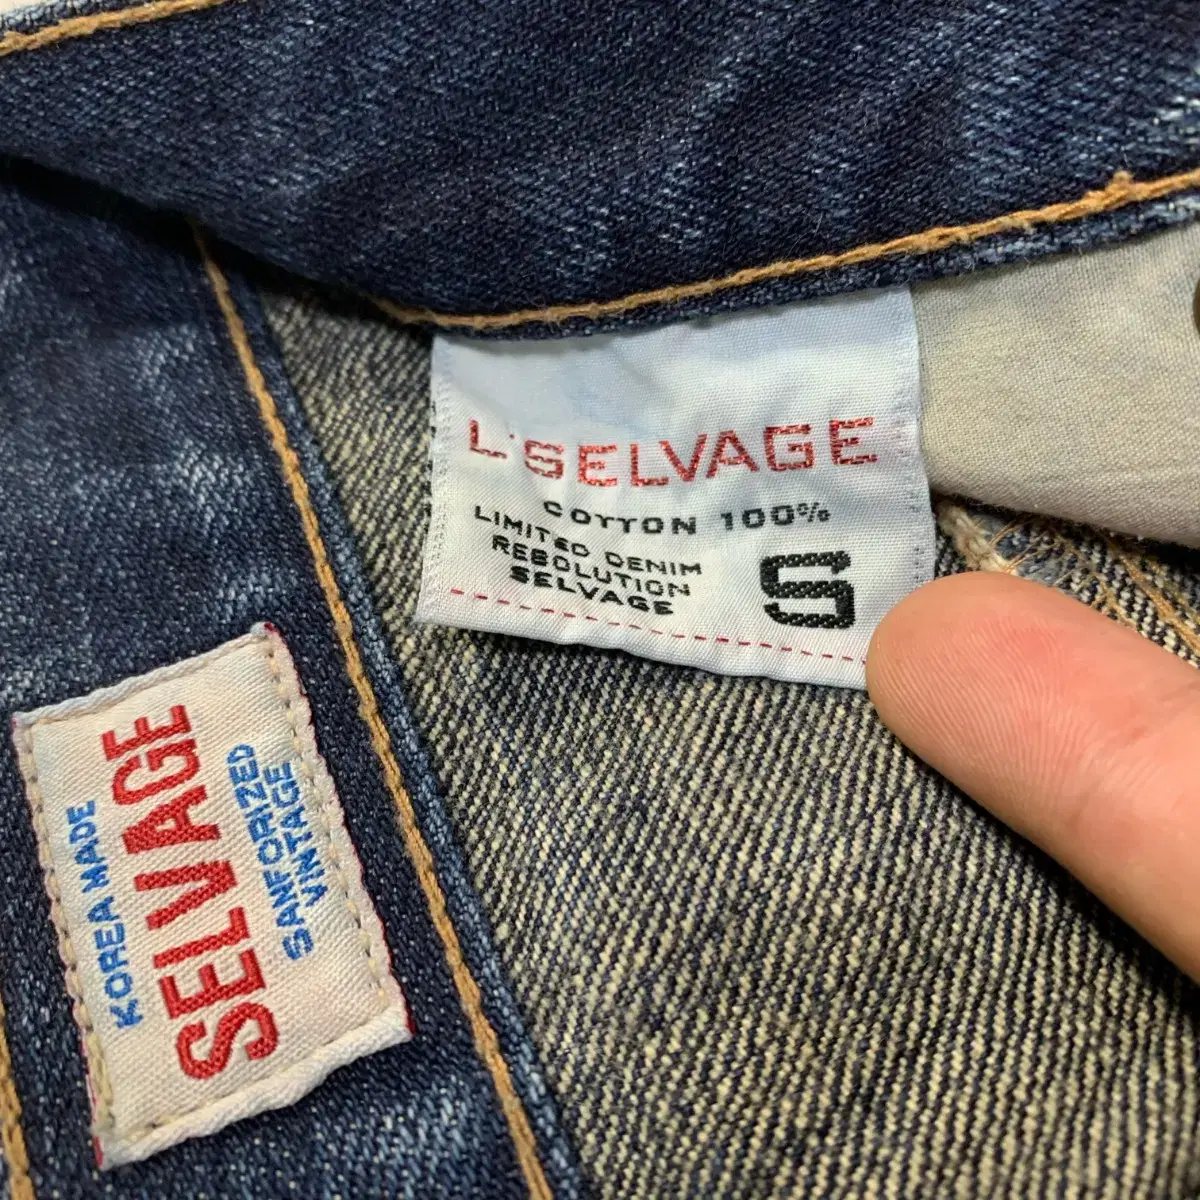 L'SELVAGE
COTTON 100%
LIMITED DENIM
RESOLUTION
SELVAGE
S
KOREA MADE
SELVAGE
SANFORIZED
VINTAGE